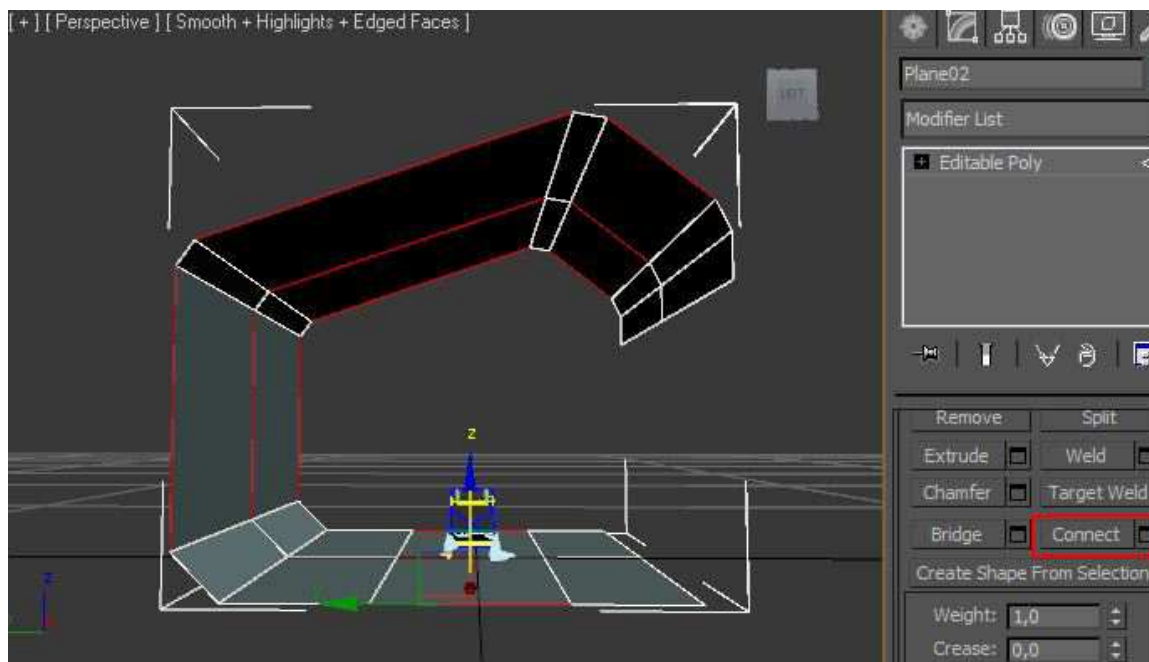 [ + ] [ Perspective ] [ Smooth + Highlights + Edged Faces ]
Plane02
Modifier List
Editable Poly
Remove Split
Extrude Weld
Chamfer Target Weld
Bridge Connect
Create Shape From Selection
Weight: 1,0
Crease: 0,0
z
z